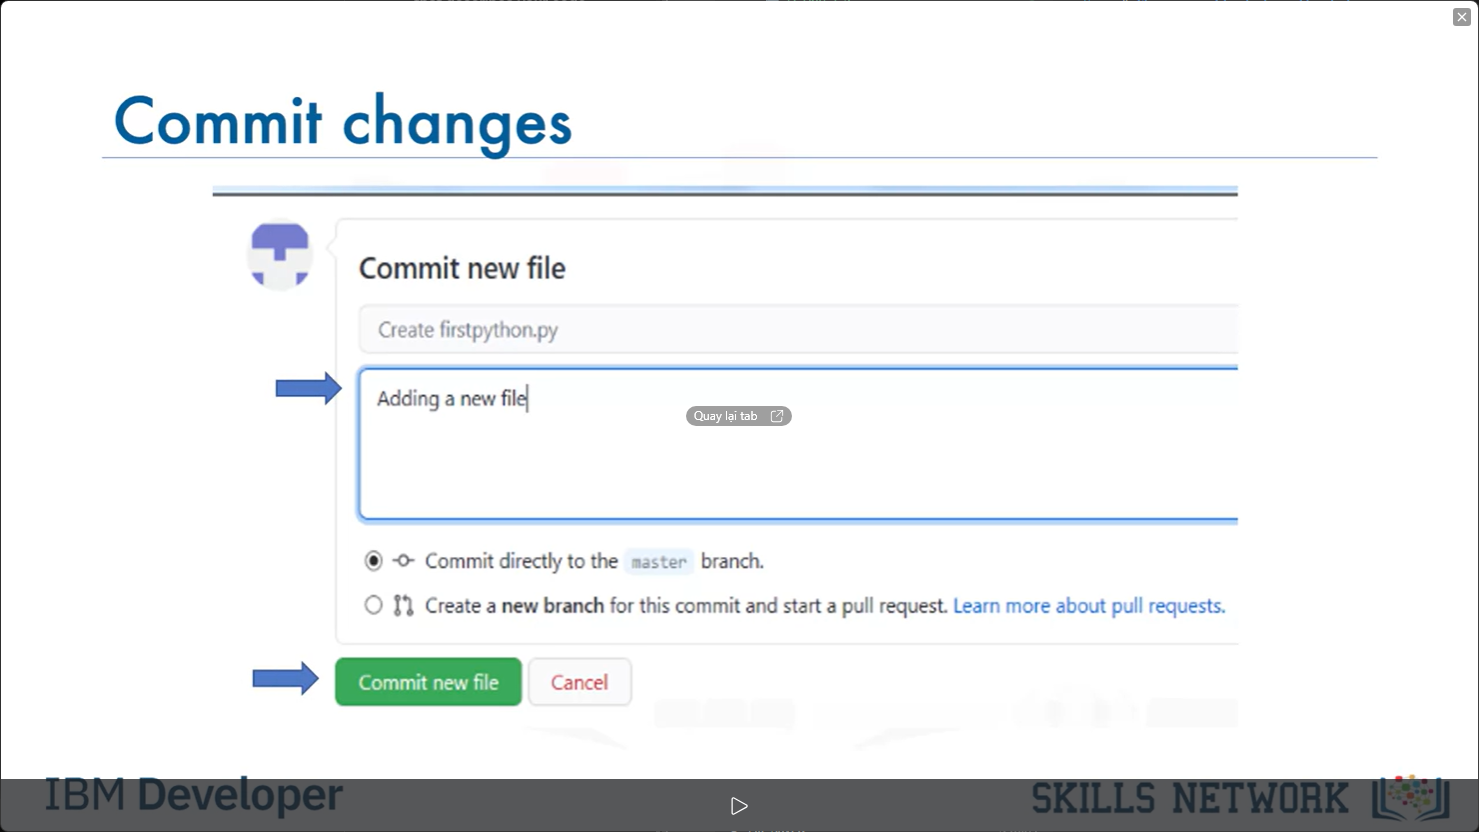 Commit changes
Commit new file
Create firstpython.py
Adding a new file
Quay lại tab
Commit directly to the master branch.
Create a new branch for this commit and start a pull request. Learn more about pull requests.
Commit new file
Cancel
IBM Developer
SKILLS NETWORK